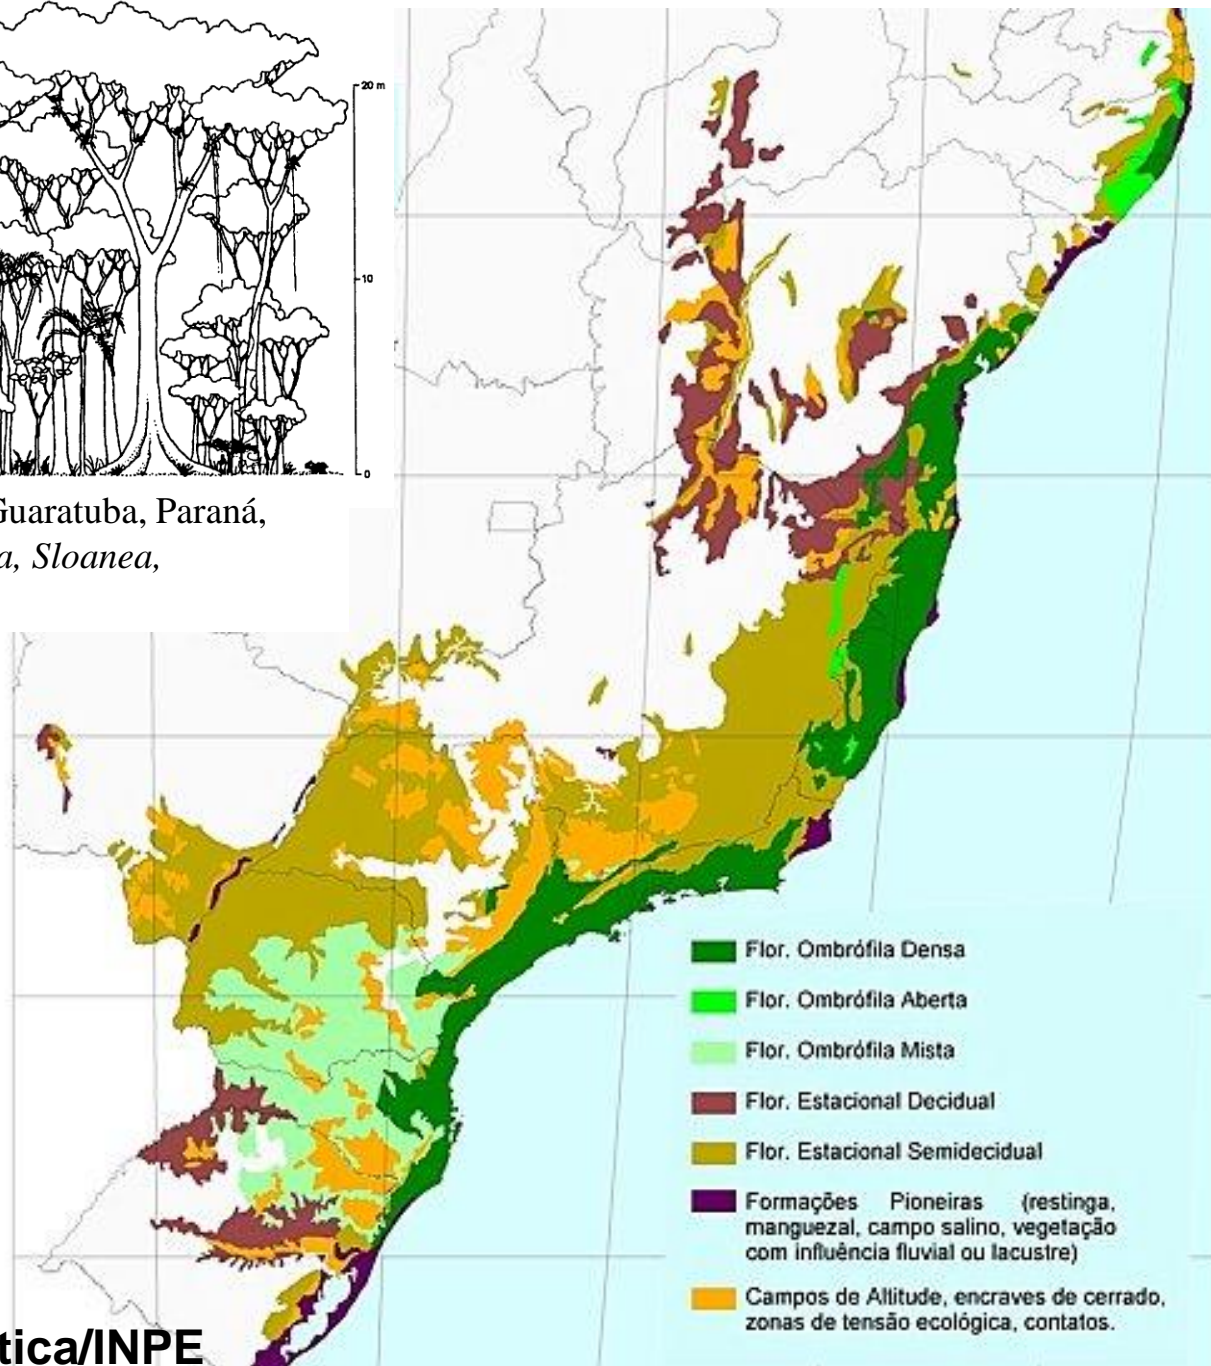 20 m
10
0
Guaratuba, Paraná,
a, Sloanea,
Flor. Ombrófila Densa
Flor. Ombrófila Aberta
Flor. Ombrófila Mista
Flor. Estacional Decidual
Flor. Estacional Semidecidual
Formações Pioneiras (restinga,
manguezal, campo salino, vegetação
com influência fluvial ou lacustre)
Campos de Altitude, encraves de cerrado,
zonas de tensão ecológica, contatos.
tica/INPE